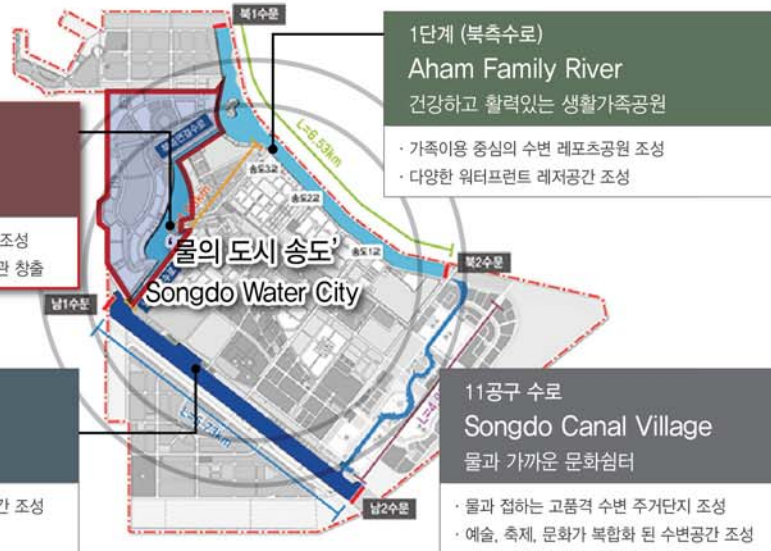 북1수문
1단계 (북측수로)
Aham Family River
건강하고 활력있는 생활가족공원
· 가족이용 중심의 수변 레포츠공원 조성
· 다양한 워터프런트 레저공간 조성
L=6.53km
송도3교
송도2교
송도1교
조성
관 창출
'물의 도시 송도'
Songdo Water City
북2수문
남1수문
11공구 수로
Songdo Canal Village
물과 가까운 문화쉼터
· 물과 접하는 고품격 수변 주거단지 조성
· 예술, 축제, 문화가 복합화 된 수변공간 조성
간 조성
남2수문